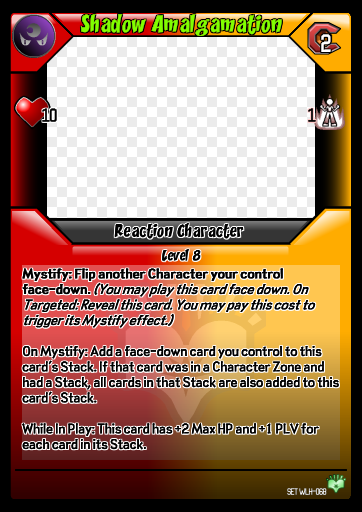 Shadow Amalgamation
2
10
1
Reaction Character
Level 8
Mystify: Flip another Character your control
face-down. (You may play this card face down. On
Targeted: Reveal this card. You may pay this cost to
trigger its Mystify effect.)
On Mystify: Add a face-down card you control to this
card's Stack. If that card was in a Character Zone and
had a Stack, all cards in that Stack are also added to this
card's Stack.
While In Play: This card has +2 Max HP and +1 PLV for
each card in its Stack.
SET WLH-068